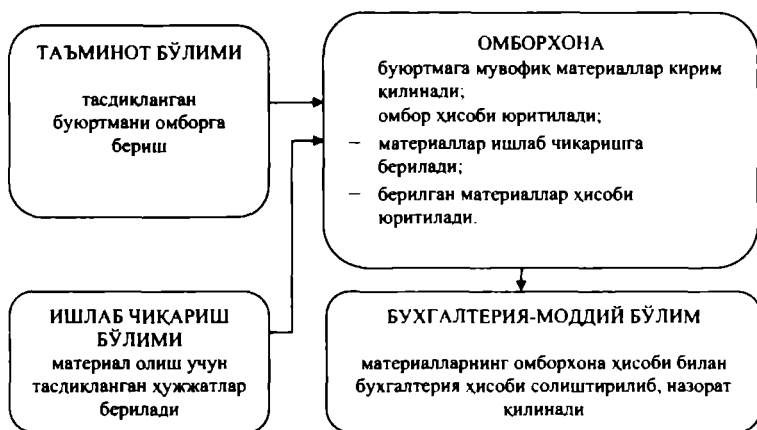 ТАЪМИНОТ БЎЛИМИ
тасдиқланган
буюртмани омборга
бериш
ОМБОРХОНА
буюртмага мувофиқ материаллар кирим
қилинади;
омбор ҳисоби юритилади;
– материаллар ишлаб чиқаришга
берилади;
– берилган материаллар ҳисоби
юритилади.
ИШЛАБ ЧИҚАРИШ
БЎЛИМИ
материал олиш учун
тасдиқланган ҳужжатлар
берилади
БУХГАЛТЕРИЯ-МОДДИЙ БЎЛИМ
материалларнинг омборхона ҳисоби билан
бухгалтерия ҳисоби солиштирилиб, назорат
қилинади